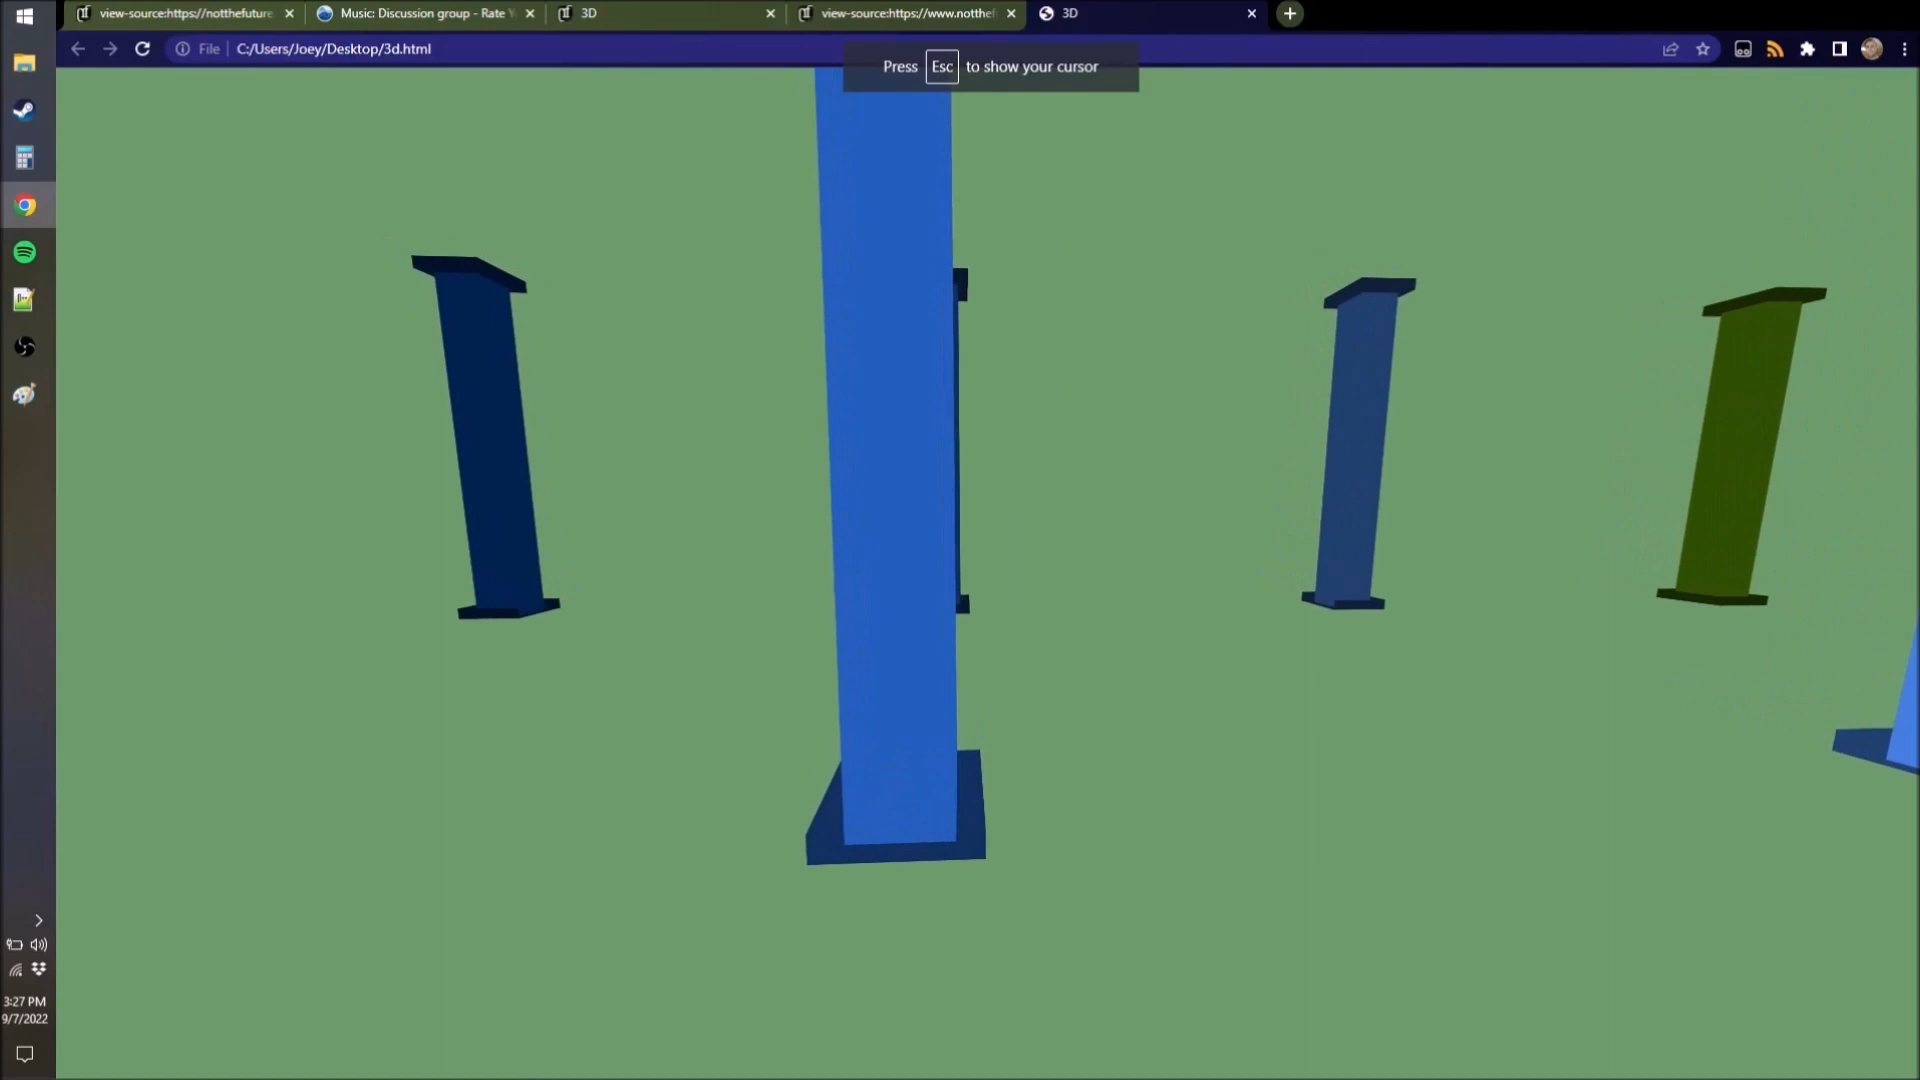 view-source:https://notthefuture.
Music: Discussion group - Rate Y
3D
view-source:https://www.notthef
3D
File
C:/Users/Joey/Desktop/3d.html
Press Esc to show your cursor
3:27 PM
9/7/2022